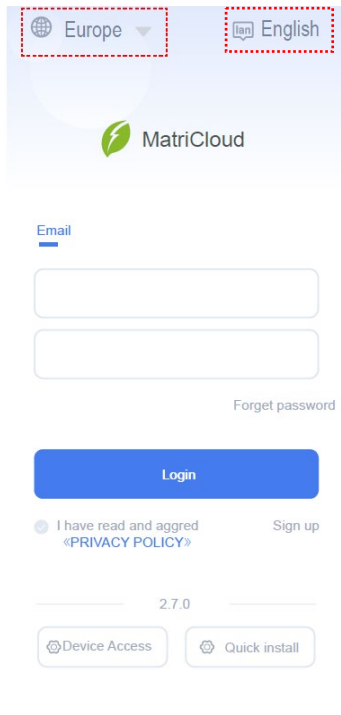 Europe
lan English
MatriCloud
Email
Forget password
Login
I have read and aggred
Sign up
«PRIVACY POLICY»
2.7.0
Device Access
Quick install